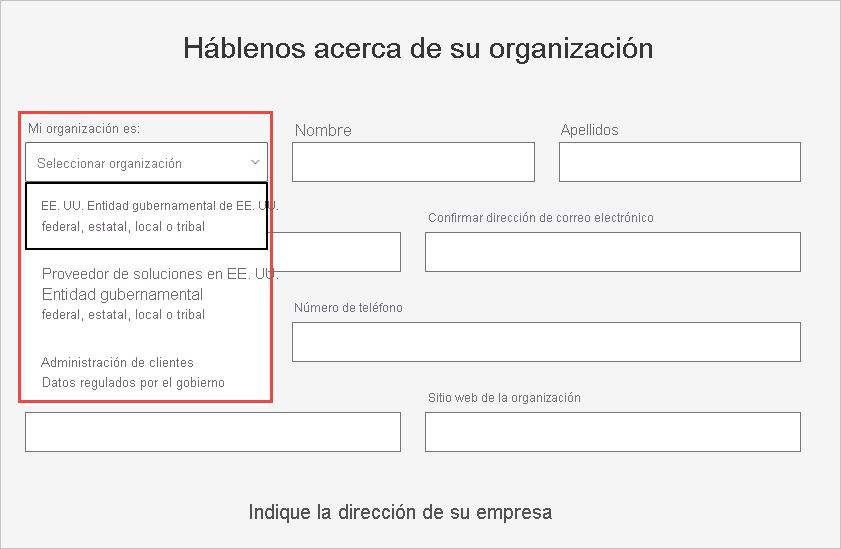 Háblenos acerca de su organización
Mi organización es:
Nombre
Apellidos
Seleccionar organización
EE. UU. Entidad gubernamental de EE. UU.
federal, estatal, local o tribal
Confirmar dirección de correo electrónico
Proveedor de soluciones en EE. UU.
Entidad gubernamental
federal, estatal, local o tribal
Número de teléfono
Administración de clientes
Datos regulados por el gobierno
Sitio web de la organización
Indique la dirección de su empresa